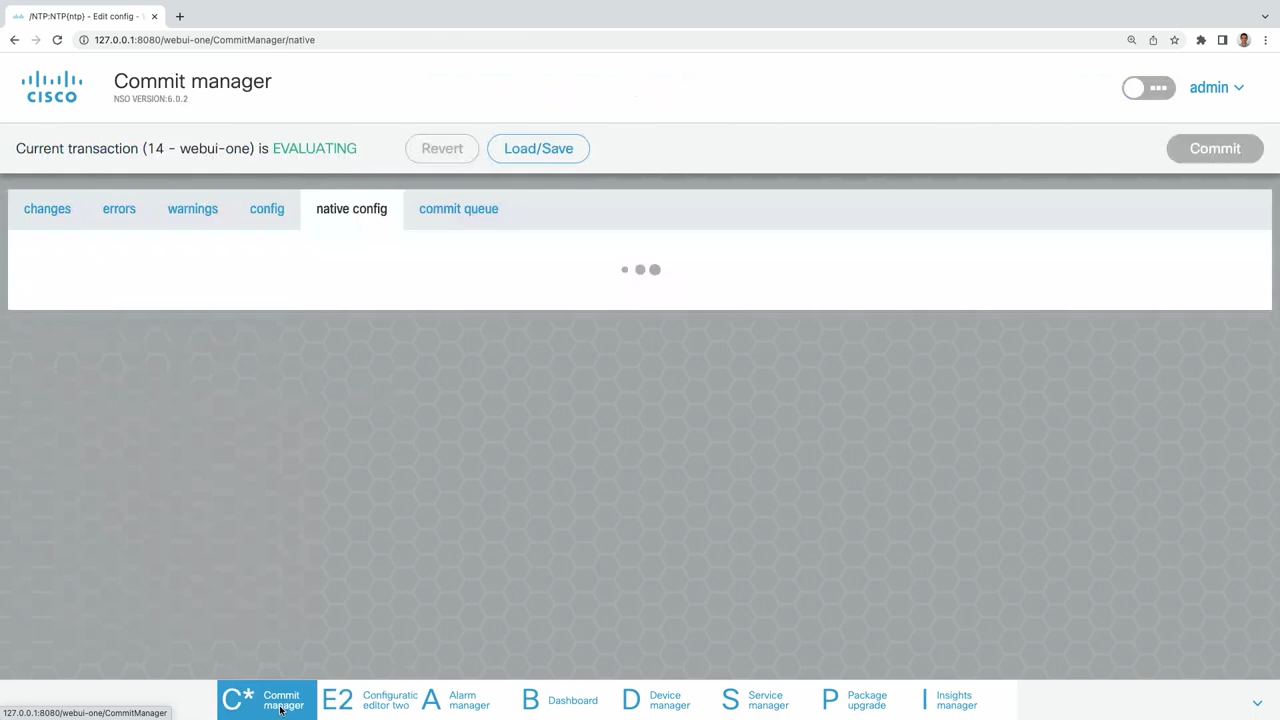 /NTP:NTP{ntp} - Edit config -
127.0.0.1:8080/webui-one/CommitManager/native
CISCO
Commit manager
NSO VERSION:6.0.2
admin
Current transaction (14 - webui-one) is EVALUATING
Revert
Load/Save
Commit
changes
errors
warnings
config
native config
commit queue
C* Commit manager
E2 Configuratic editor two
A Alarm manager
B Dashboard
D Device manager
S Service manager
P Package upgrade
I Insights manager
127.0.0.1:8080/webui-one/CommitManager